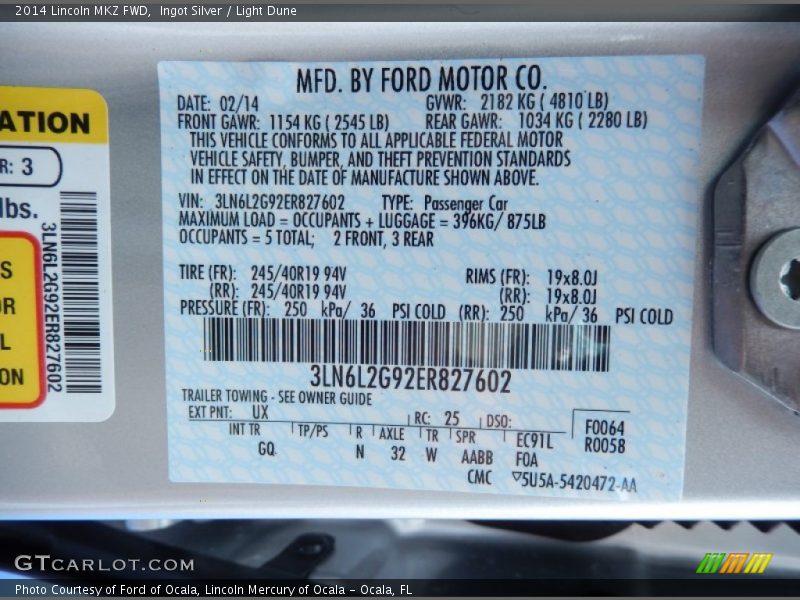 2014 Lincoln MKZ FWD, Ingot Silver / Light Dune
ATION
R: 3
lbs.
S
OR
L
ON
3LN6L2G92ER827602
MFD. BY FORD MOTOR CO.
DATE: 02/14 GVWR: 2182 KG ( 4810 LB)
FRONT GAWR: 1154 KG ( 2545 LB) REAR GAWR: 1034 KG ( 2280 LB)
THIS VEHICLE CONFORMS TO ALL APPLICABLE FEDERAL MOTOR
VEHICLE SAFETY, BUMPER, AND THEFT PREVENTION STANDARDS
IN EFFECT ON THE DATE OF MANUFACTURE SHOWN ABOVE.
VIN: 3LN6L2G92ER827602 TYPE: Passenger Car
MAXIMUM LOAD = OCCUPANTS + LUGGAGE = 396KG/ 875LB
OCCUPANTS = 5 TOTAL; 2 FRONT, 3 REAR
TIRE (FR): 245/40R19 94V RIMS (FR): 19x8.0J
(RR): 245/40R19 94V (RR): 19x8.0J
PRESSURE (FR): 250 kPa/ 36 PSI COLD (RR): 250 kPa/ 36 PSI COLD
3LN6L2G92ER827602
TRAILER TOWING - SEE OWNER GUIDE
EXT PNT: UX RC: 25 DSO: F0064
INT TR TP/PS R AXLE TR SPR EC91L R0058
GQ N 32 W AABB F0A
CMC ▽5U5A-5420472-AA
GTCARLOT.COM
Photo Courtesy of Ford of Ocala, Lincoln Mercury of Ocala - Ocala, FL